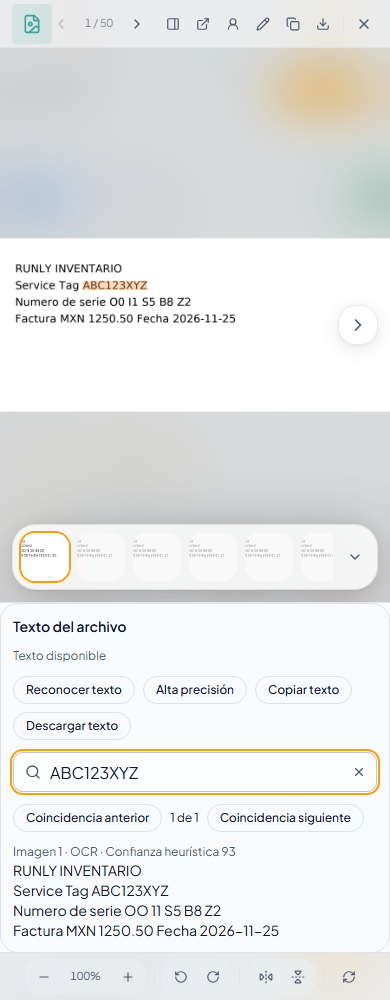 1 / 50
RUNLY INVENTARIO
Service Tag ABC123XYZ
Numero de serie O0 I1 S5 B8 Z2
Factura MXN 1250.50 Fecha 2026-11-25
Texto del archivo
Texto disponible
Reconocer texto
Alta precisión
Copiar texto
Descargar texto
ABC123XYZ
Coincidencia anterior
1 de 1
Coincidencia siguiente
Imagen 1 · OCR · Confianza heurística 93
RUNLY INVENTARIO
Service Tag ABC123XYZ
Numero de serie OO 11 S5 B8 Z2
Factura MXN 1250.50 Fecha 2026-11-25
100%